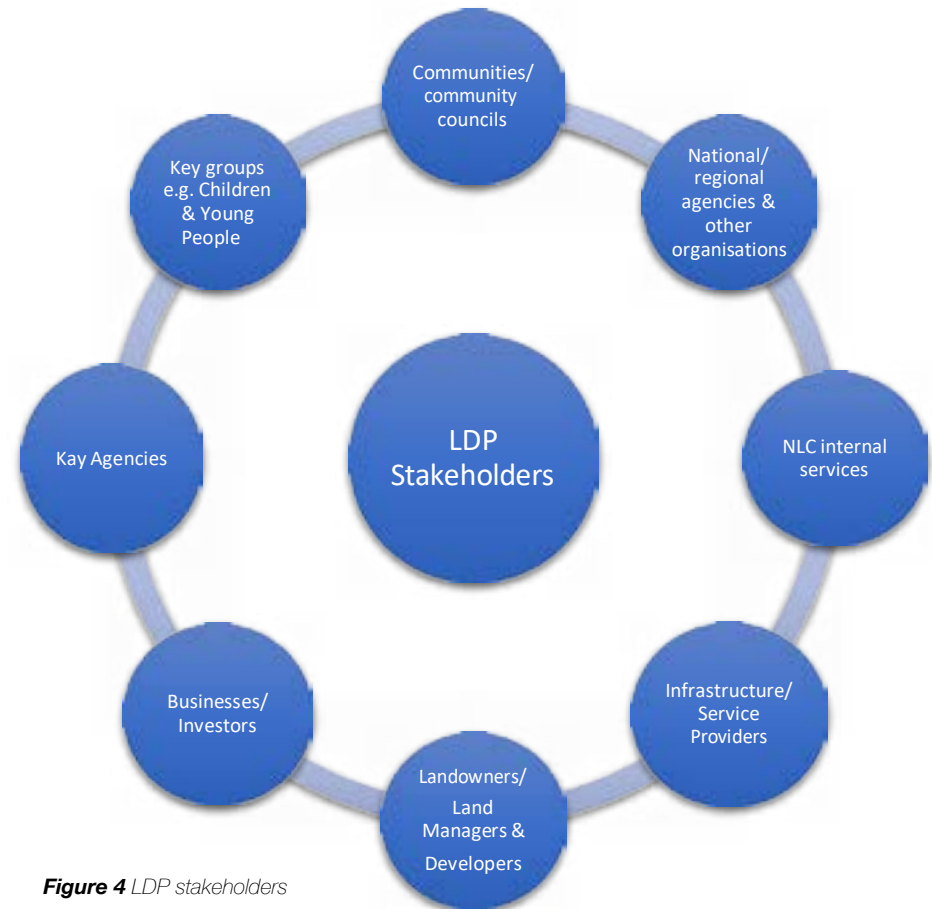 Communities/
community
councils
National/
regional
agencies &
other
organisations
NLC internal
services
Infrastructure/
Service
Providers
Landowners/
Land
Managers &
Developers
Businesses/
Investors
Kay Agencies
Key groups
e.g. Children
& Young
People
LDP
Stakeholders
Figure 4 LDP stakeholders